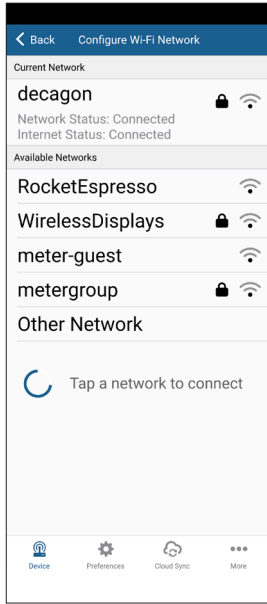 Back Configure Wi-Fi Network
Current Network
decagon
Network Status: Connected
Internet Status: Connected
Available Networks
RocketEspresso
WirelessDisplays
meter-guest
metergroup
Other Network
Tap a network to connect
Device Preferences Cloud Sync More